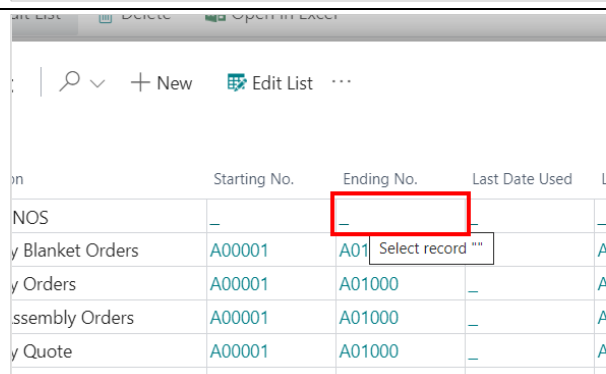 Delete Open in Excel
New Edit List ...
Starting No. Ending No. Last Date Used
NOS _ _ _ _
y Blanket Orders A00001 A01 A
Select record ""
y Orders A00001 A01000 _ A
ssembly Orders A00001 A01000 _ A
y Quote A00001 A01000 _ A